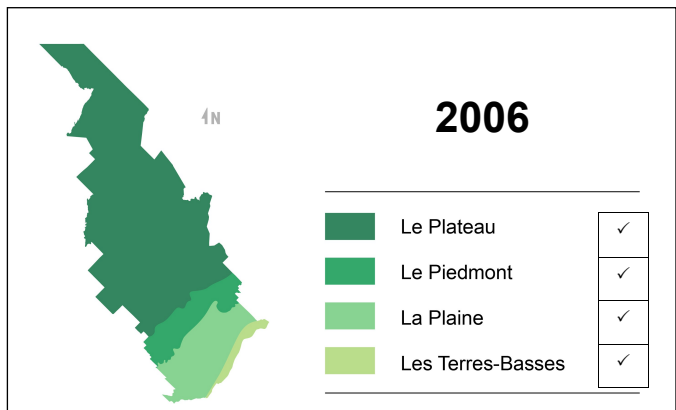 N
2006
Le Plateau ✓
Le Piedmont ✓
La Plaine ✓
Les Terres-Basses ✓